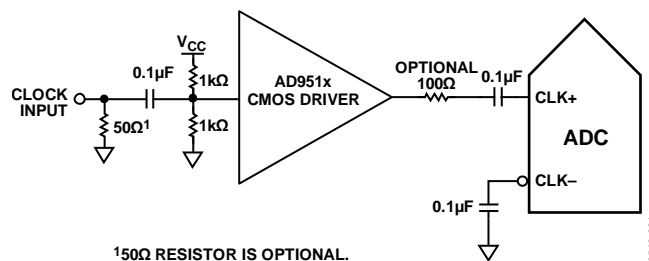 VCC
0.1µF
1kΩ
CLOCK
INPUT
50Ω1
1kΩ
AD951x
CMOS DRIVER
OPTIONAL
100Ω
0.1µF
CLK+
ADC
CLK–
0.1µF
150Ω RESISTOR IS OPTIONAL.